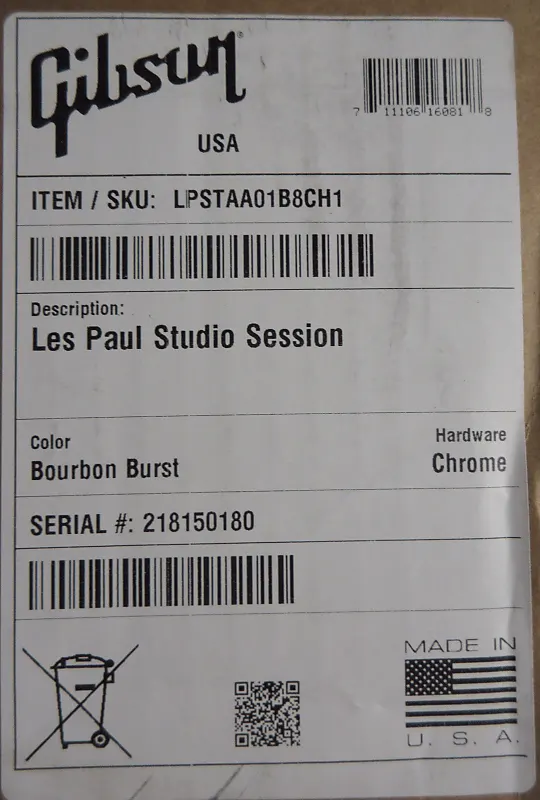 Gibson
7 11106 16081 8
USA
ITEM / SKU: LPSTAA01B8CH1
Description:
Les Paul Studio Session
Color
Bourbon Burst
Hardware
Chrome
SERIAL #: 218150180
MADE IN
U. S. A.